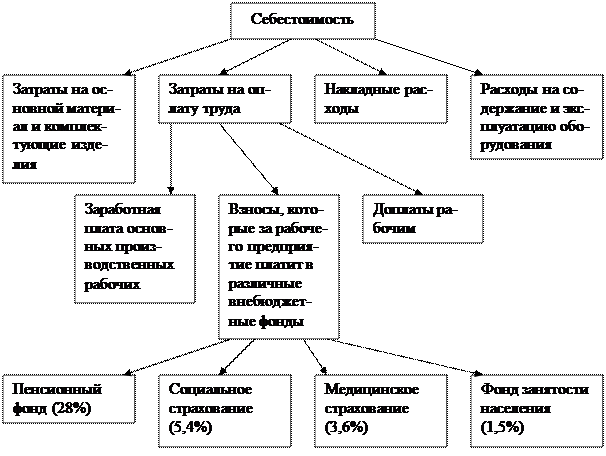 Себестоимость
Затраты на ос-
новной матери-
ал и комплек-
тующие изде-
лия
Затраты на оп-
лату труда
Накладные рас-
ходы
Расходы на со-
держание и экс-
плуатацию обо-
рудования
Заработная
плата основ-
ных произ-
водственных
рабочих
Взносы, кото-
рые за рабоче-
го предприя-
тие платит в
различные
внебюджет-
ные фонды
Доплаты ра-
бочим
Пенсионный
фонд (28%)
Социальное
страхование
(5,4%)
Медицинское
страхование
(3,6%)
Фонд занятости
населения
(1,5%)